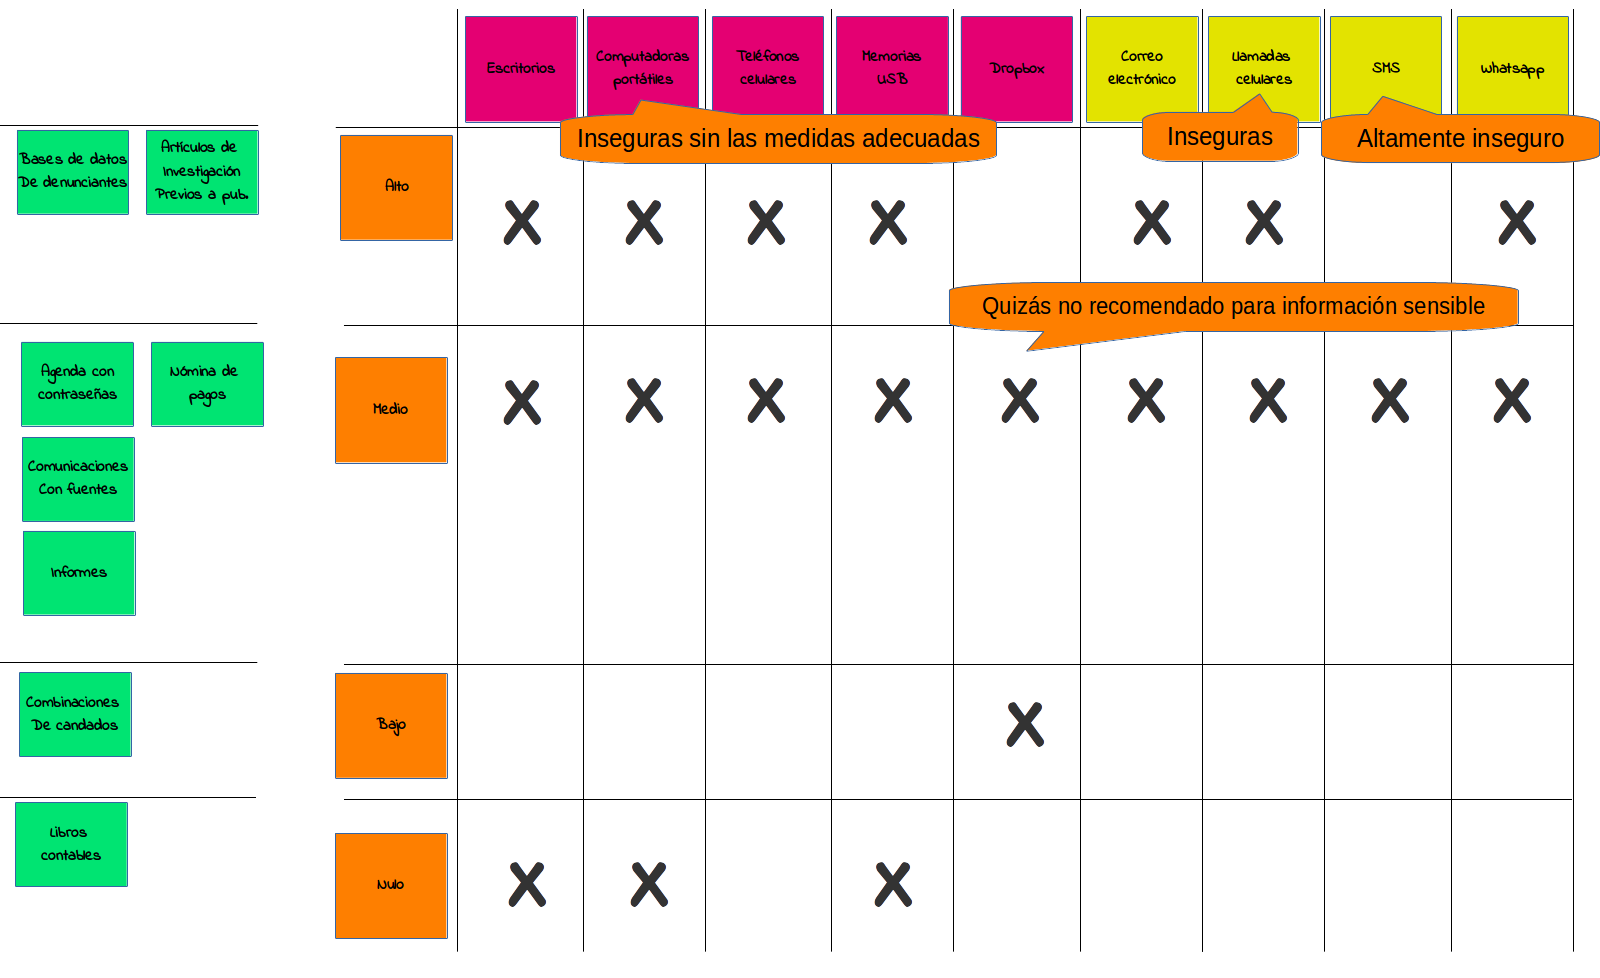 Escritorios
Computadoras
portátiles
Teléfonos
celulares
Memorias
USB
Dropbox
Correo
electrónico
Llamadas
celulares
SMS
Whatsapp
Inseguras sin las medidas adecuadas
Inseguras
Altamente inseguro
Bases de datos
De denunciantes
Artículos de
Investigación
Previos a pub.
Alto
X X X X X X X
Quizás no recomendado para información sensible
Agenda con
contraseñas
Nómina de
pagos
Comunicaciones
Con fuentes
Informes
Medio
X X X X X X X X X
Combinaciones
De candados
Bajo
X
Libros
contables
Nulo
X X X